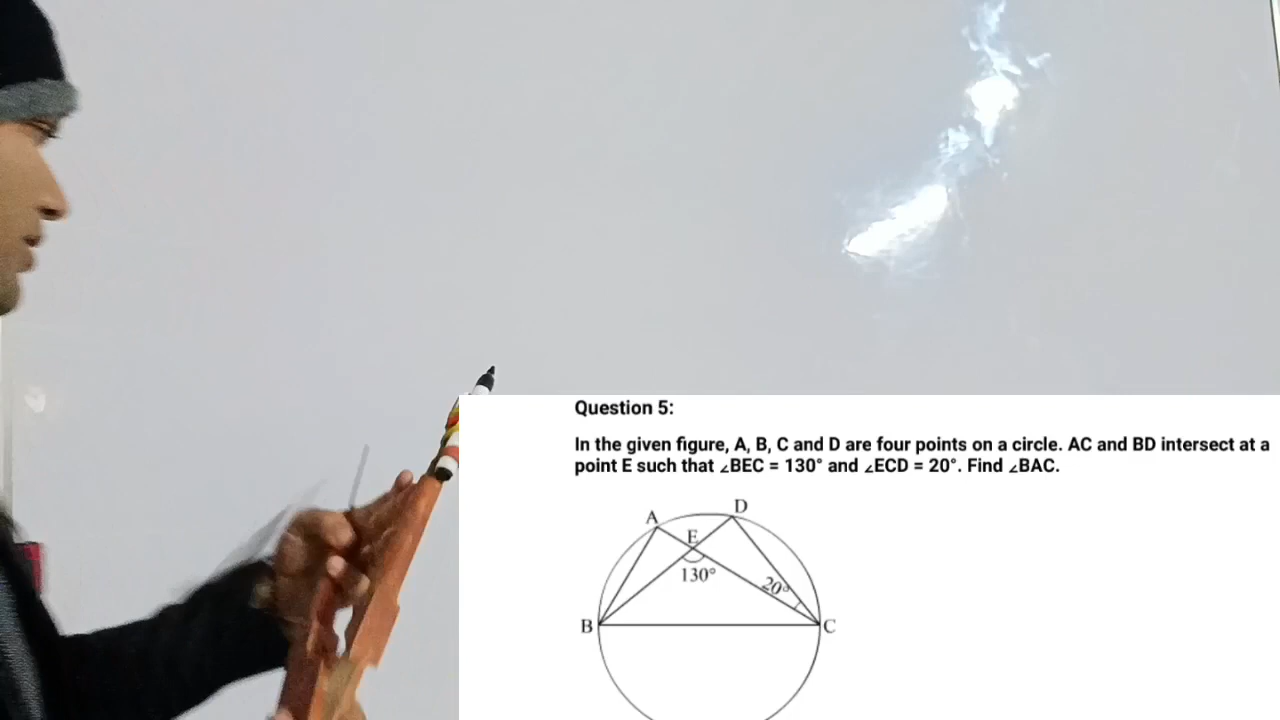 Question 5:
In the given figure, A, B, C and D are four points on a circle. AC and BD intersect at a
point E such that ∠BEC = 130° and ∠ECD = 20°. Find ∠BAC.
D
A
E
130°
20°
B
C